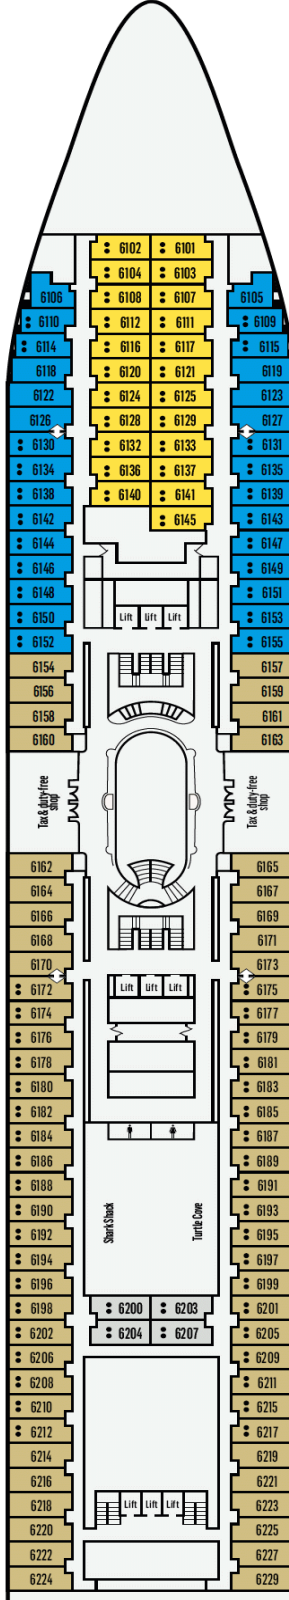 6102 6101
6104 6103
6106 6108 6107 6105
6110 6112 6111 6109
6114 6116 6117 6115
6118 6120 6121 6119
6122 6124 6125 6123
6126 6128 6129 6127
6130 6132 6133 6131
6134 6136 6137 6135
6138 6140 6141 6139
6142 6145 6143
6144 6147
6146 6149
6148 6151
6150 Lift Lift Lift 6153
6152 6155
6154 6157
6156 6159
6158 6161
6160 6163
Tax & duty-free
shop
Tax & duty-free
shop
6162 6165
6164 6167
6166 6169
6168 6171
6170 6173
6172 Lift Lift Lift 6175
6174 6177
6176 6179
6178 6181
6180 6183
6182 6185
6184 6187
6186 6189
6188 6191
6190 6193
Shark Shack
Turtle Cove
6192 6195
6194 6197
6196 6199
6198 6200 6203 6201
6202 6204 6207 6205
6206 6209
6208 6211
6210 6215
6212 6217
6214 6219
6216 6221
6218 Lift Lift Lift 6223
6220 6225
6222 6227
6224 6229